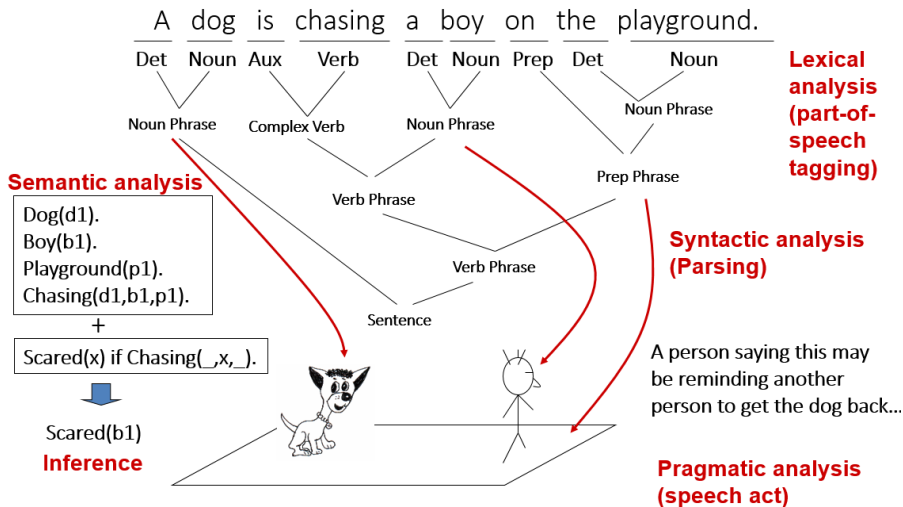 A dog is chasing a boy on the playground.
Det Noun Aux Verb Det Noun Prep Det Noun
Lexical
analysis
(part-of-
speech
tagging)
Noun Phrase
Complex Verb
Noun Phrase
Noun Phrase
Prep Phrase
Verb Phrase
Semantic analysis
Dog(d1).
Boy(b1).
Playground(p1).
Chasing(d1,b1,p1).
+
Scared(x) if Chasing(_,x,_).
Scared(b1)
Inference
Syntactic analysis
(Parsing)
Verb Phrase
Sentence
A person saying this may
be reminding another
person to get the dog back…
Pragmatic analysis
(speech act)